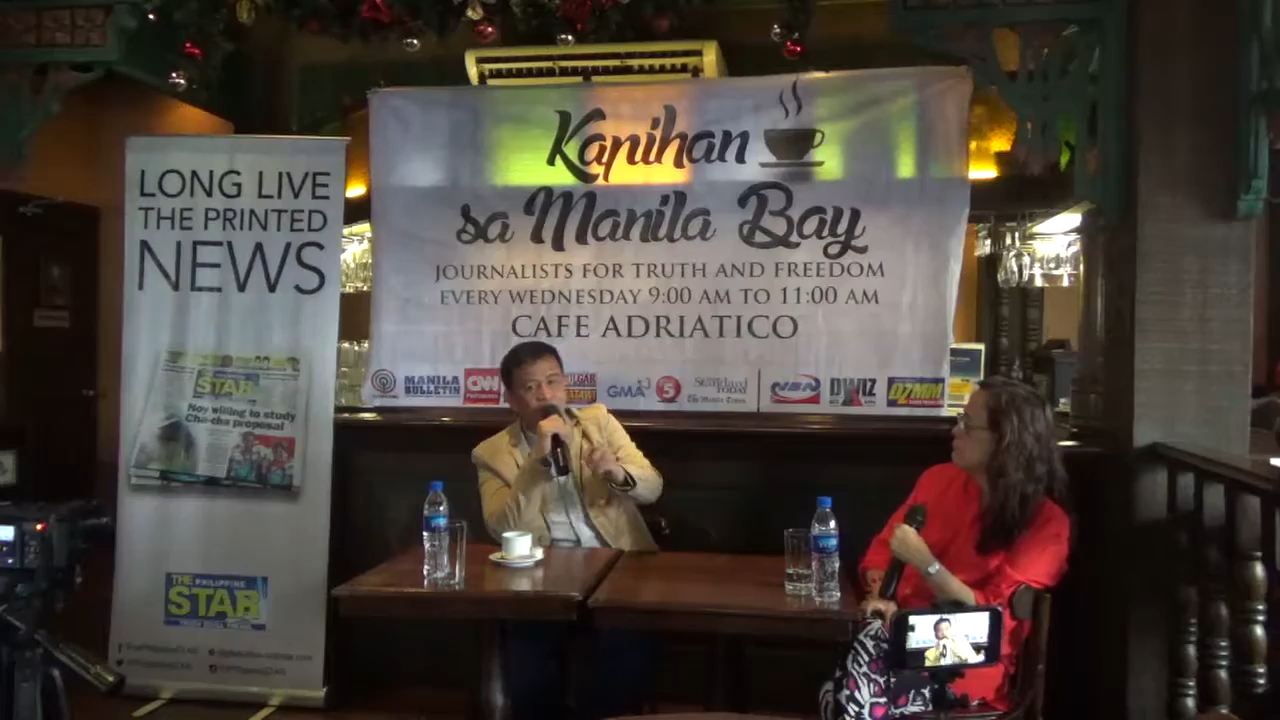 LONG LIVE
THE PRINTED
NEWS
STAR
Noy willing to study
Cha-cha proposal
THE PHILIPPINE
STAR
Kapihan
sa Manila Bay
JOURNALISTS FOR TRUTH AND FREEDOM
EVERY WEDNESDAY 9:00 AM TO 11:00 AM
CAFE ADRIATICO
MANILA
BULLETIN
CNN
GMA
5
Standard
The Manila Times
NBN
DWIZ
DZMM